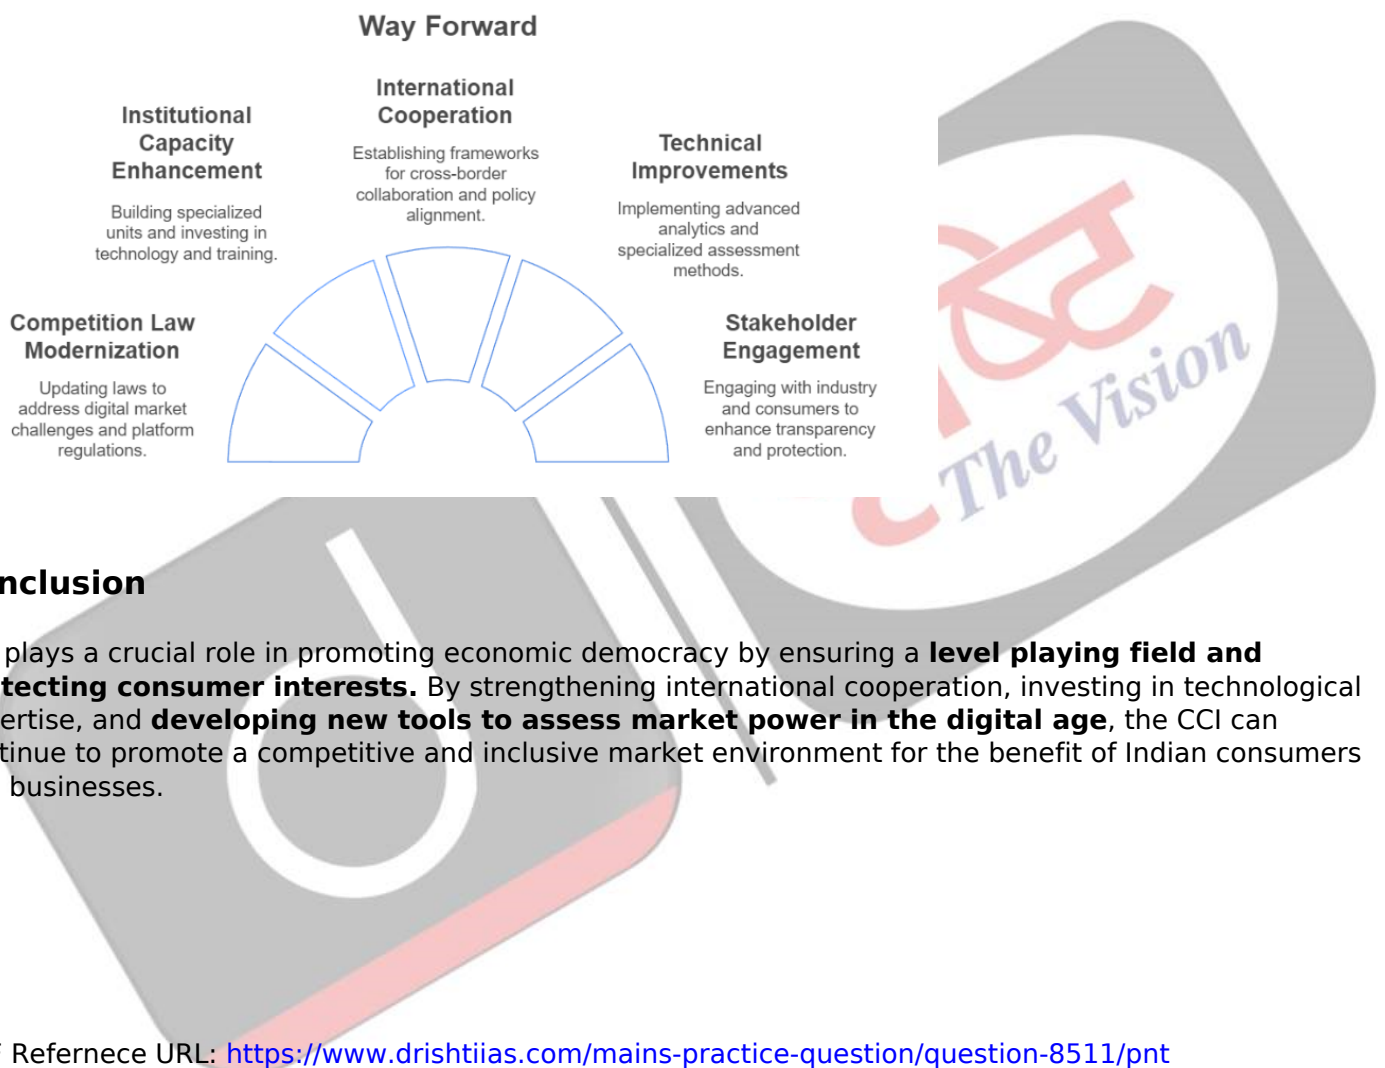 Way Forward
International
Cooperation
Establishing frameworks
for cross-border
collaboration and policy
alignment.
Institutional
Capacity
Enhancement
Building specialized
units and investing in
technology and training.
Technical
Improvements
Implementing advanced
analytics and
specialized assessment
methods.
Competition Law
Modernization
Updating laws to
address digital market
challenges and platform
regulations.
Stakeholder
Engagement
Engaging with industry
and consumers to
enhance transparency
and protection.
The Vision
nclusion
plays a crucial role in promoting economic democracy by ensuring a level playing field and
tecting consumer interests. By strengthening international cooperation, investing in technological
ertise, and developing new tools to assess market power in the digital age, the CCI can
tinue to promote a competitive and inclusive market environment for the benefit of Indian consumers
businesses.
Refernece URL: https://www.drishtiias.com/mains-practice-question/question-8511/pnt